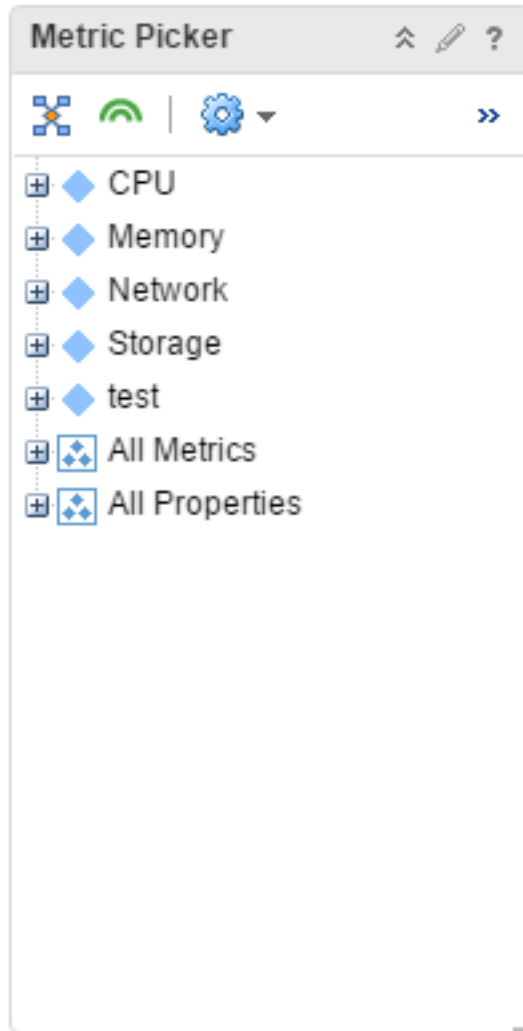 Metric Picker ?
CPU
Memory
Network
Storage
test
All Metrics
All Properties